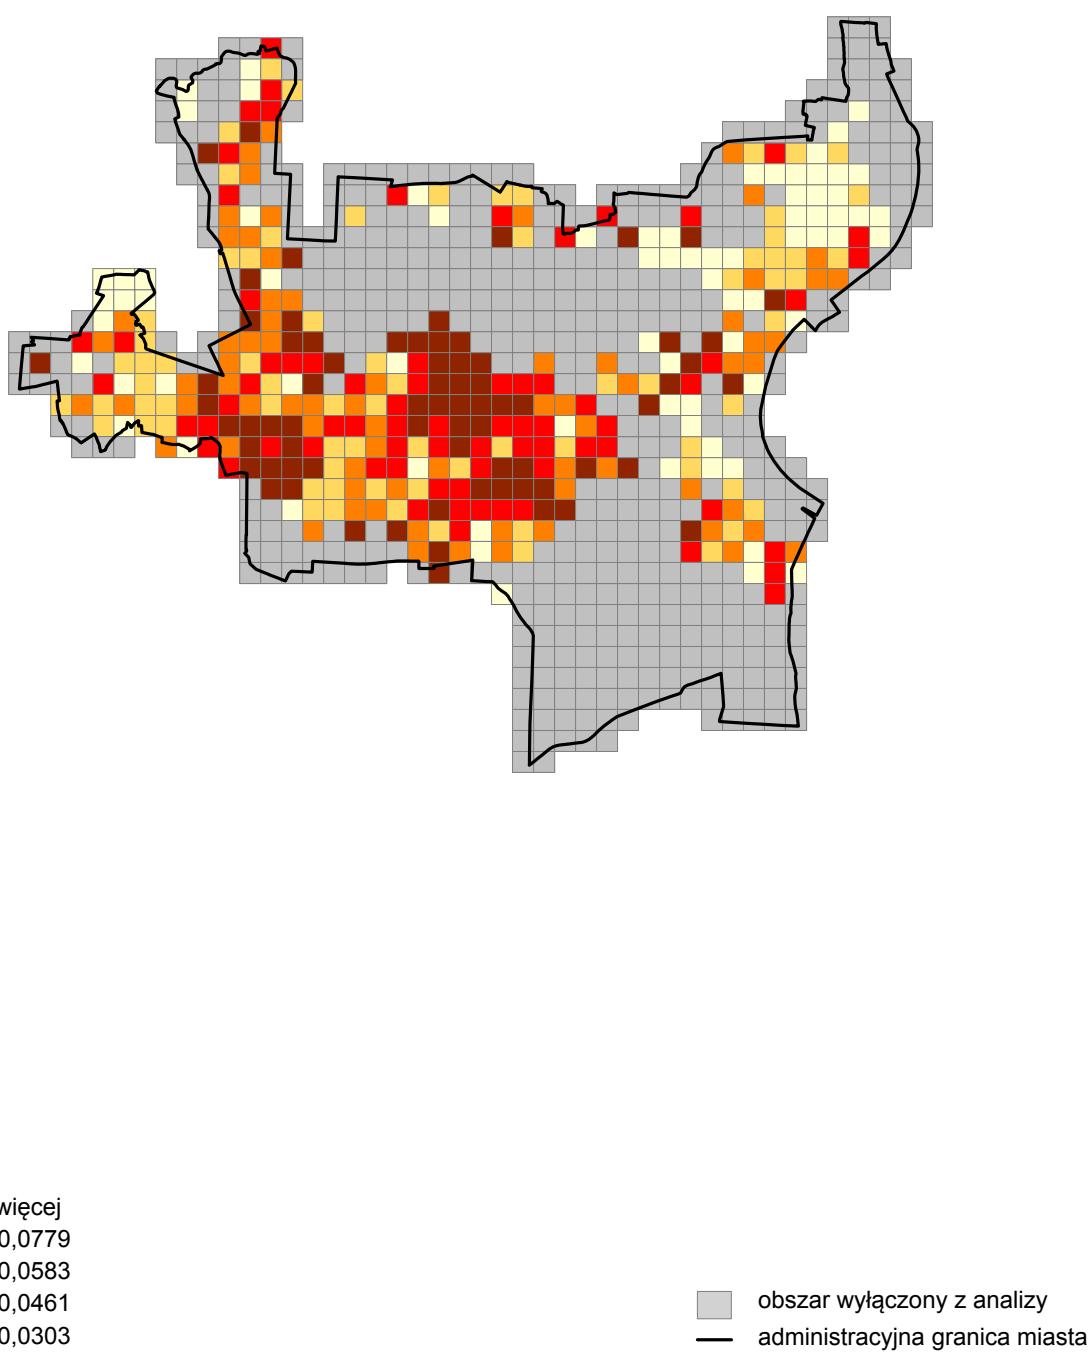 więcej
0,0779
0,0583
0,0461
0,0303
obszar wyłączony z analizy
administracyjna granica miasta